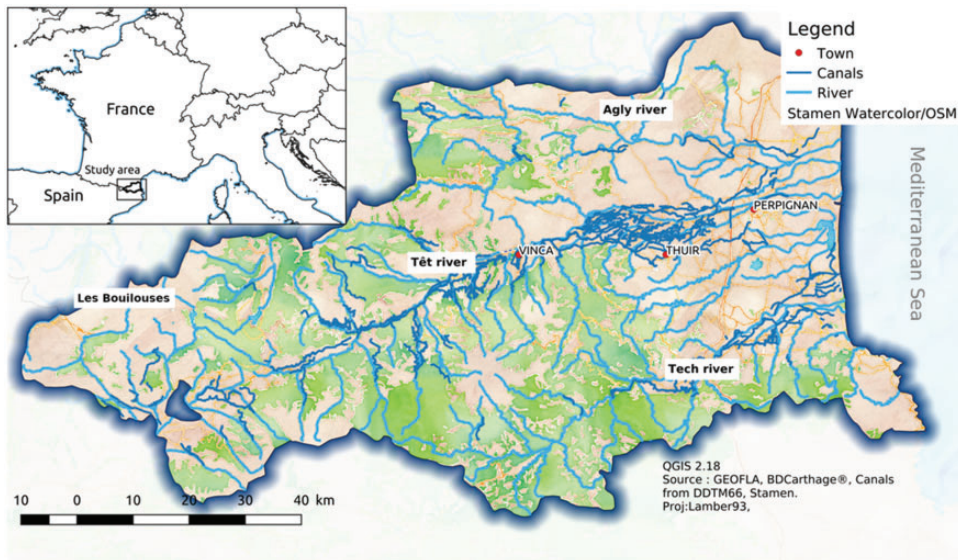 France
Study area
Spain
Legend
Town
Canals
River
Stamen Watercolor/OSM
Agly river
Mediterranean Sea
PERPIGNAN
VINCA
THUIR
Têt river
Les Bouilouses
Tech river
QGIS 2.18
Source : GEOFLA, BDCarthage®, Canals
from DDTM66, Stamen.
Proj:Lamber93,
10 0 10 20 30 40 km